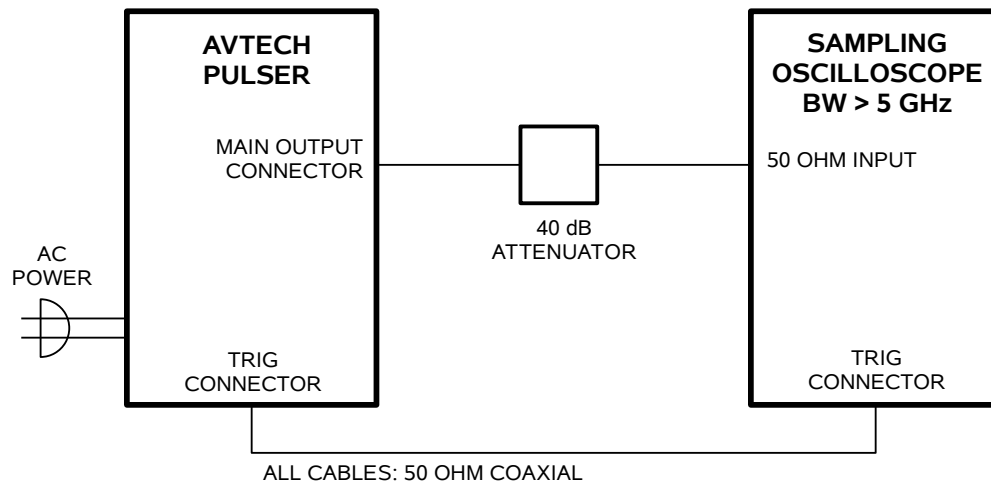 AVTECH
PULSER
MAIN OUTPUT
CONNECTOR
AC
POWER
TRIG
CONNECTOR
40 dB
ATTENUATOR
SAMPLING
OSCILLOSCOPE
BW > 5 GHz
50 OHM INPUT
TRIG
CONNECTOR
ALL CABLES: 50 OHM COAXIAL